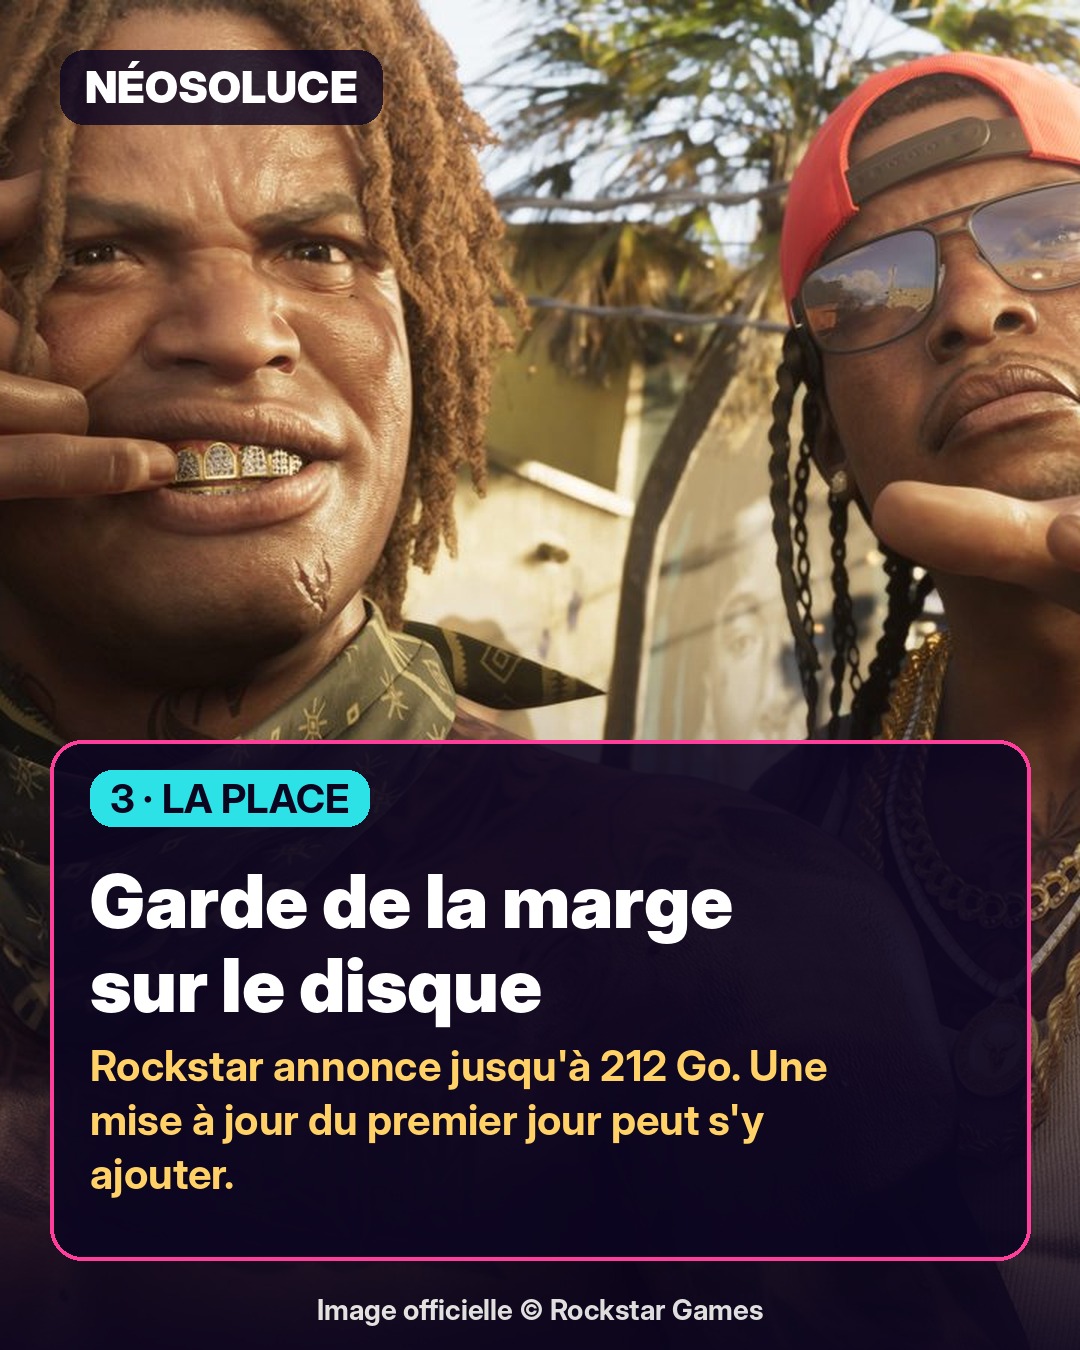 NÉOSOLUCE
3 · LA PLACE
Garde de la marge
sur le disque
Rockstar annonce jusqu'à 212 Go. Une
mise à jour du premier jour peut s'y
ajouter.
Image officielle © Rockstar Games